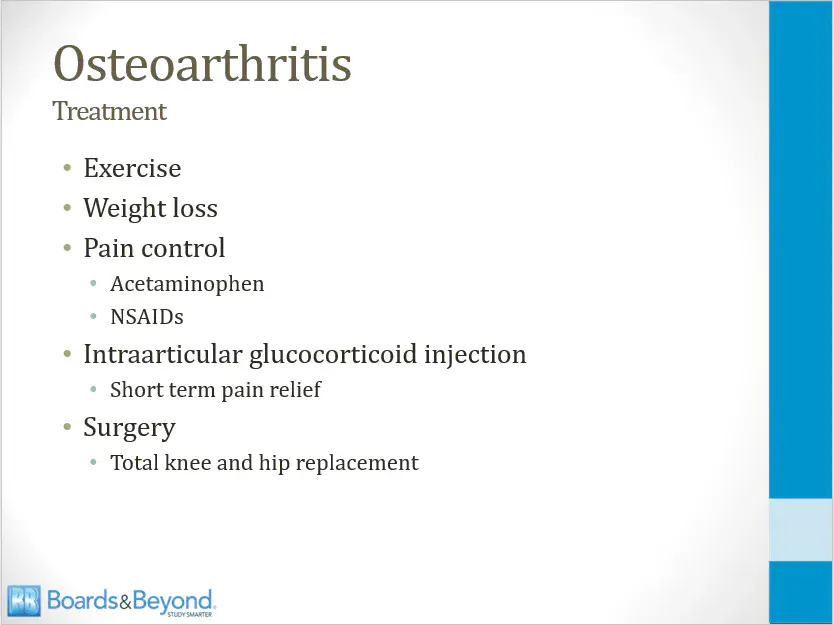 Osteoarthritis
Treatment
• Exercise
• Weight loss
• Pain control
• Acetaminophen
• NSAIDs
• Intraarticular glucocorticoid injection
• Short term pain relief
• Surgery
• Total knee and hip replacement
BB Boards&Beyond®
STUDY SMARTER